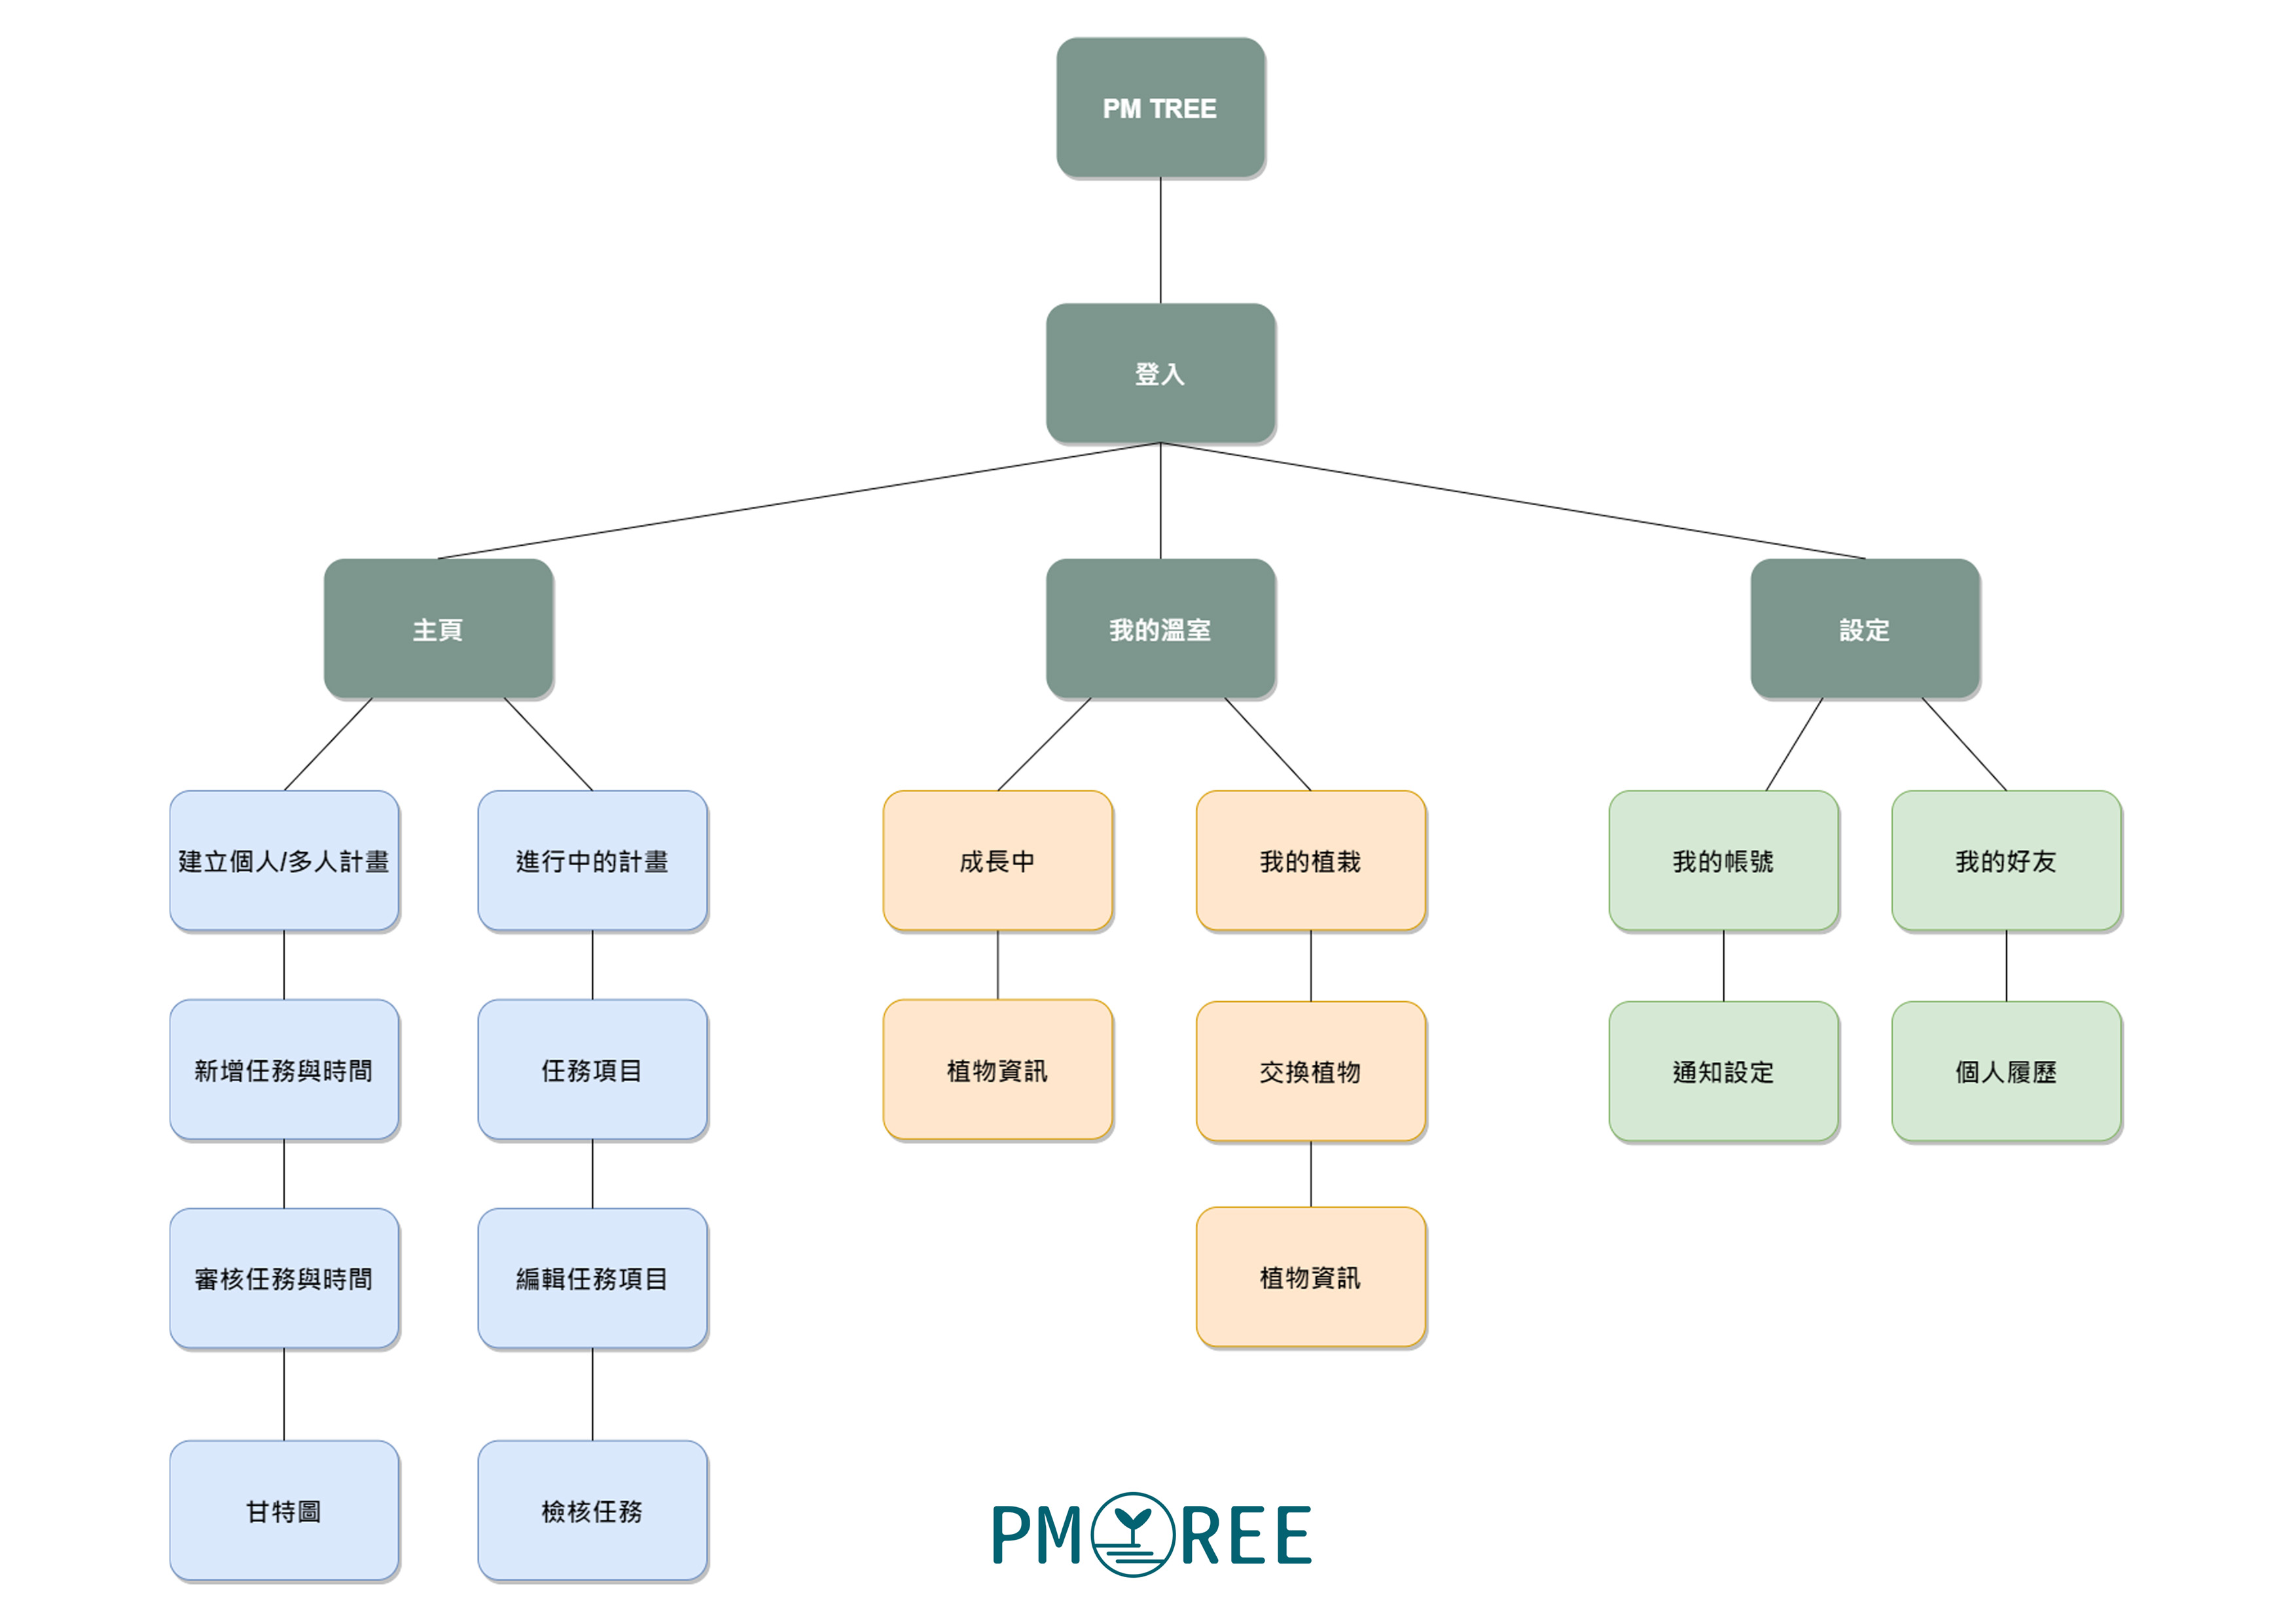 PM TREE
登入
主頁
我的溫室
設定
建立個人/多人計畫
進行中的計畫
成長中
我的植栽
我的帳號
我的好友
新增任務與時間
任務項目
植物資訊
交換植物
通知設定
個人履歷
審核任務與時間
編輯任務項目
植物資訊
甘特圖
檢核任務
PMTREE